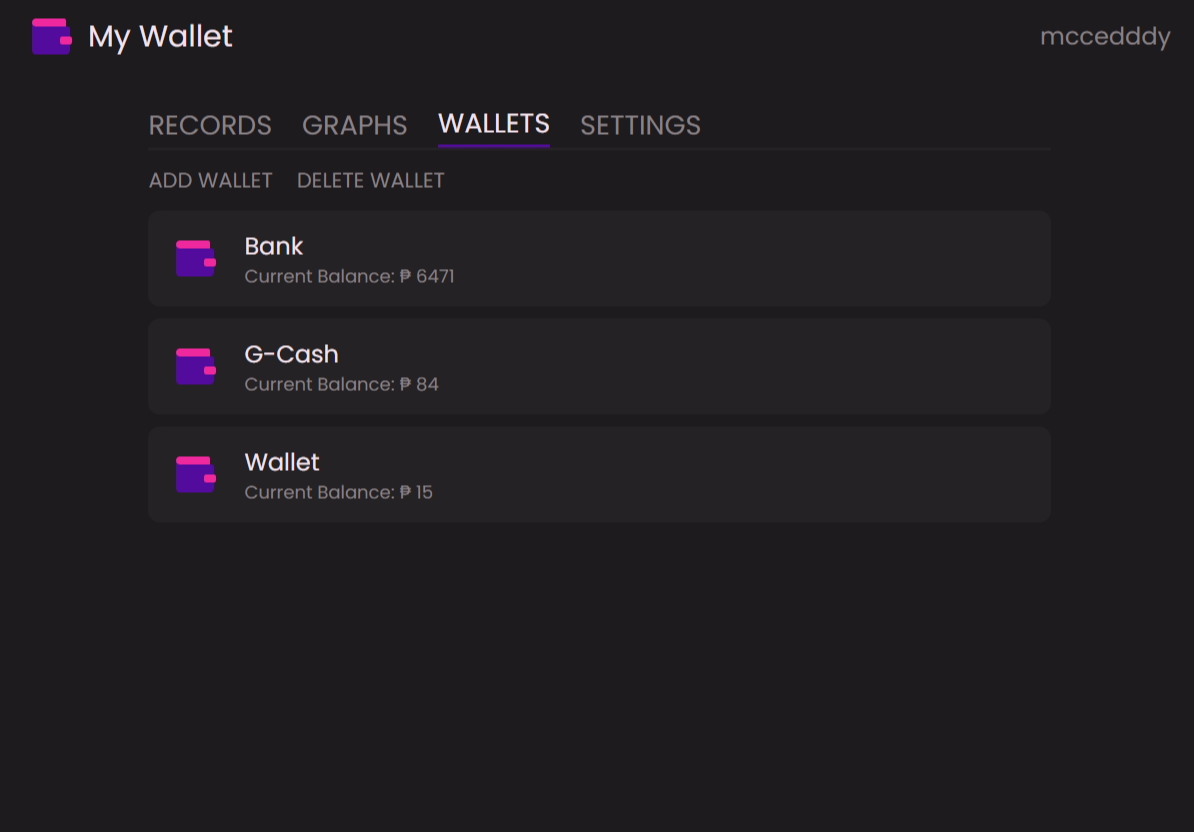 My Wallet
mccedddy
RECORDS GRAPHS WALLETS SETTINGS
ADD WALLET DELETE WALLET
Bank
Current Balance: ₱ 6471
G-Cash
Current Balance: ₱ 84
Wallet
Current Balance: ₱ 15